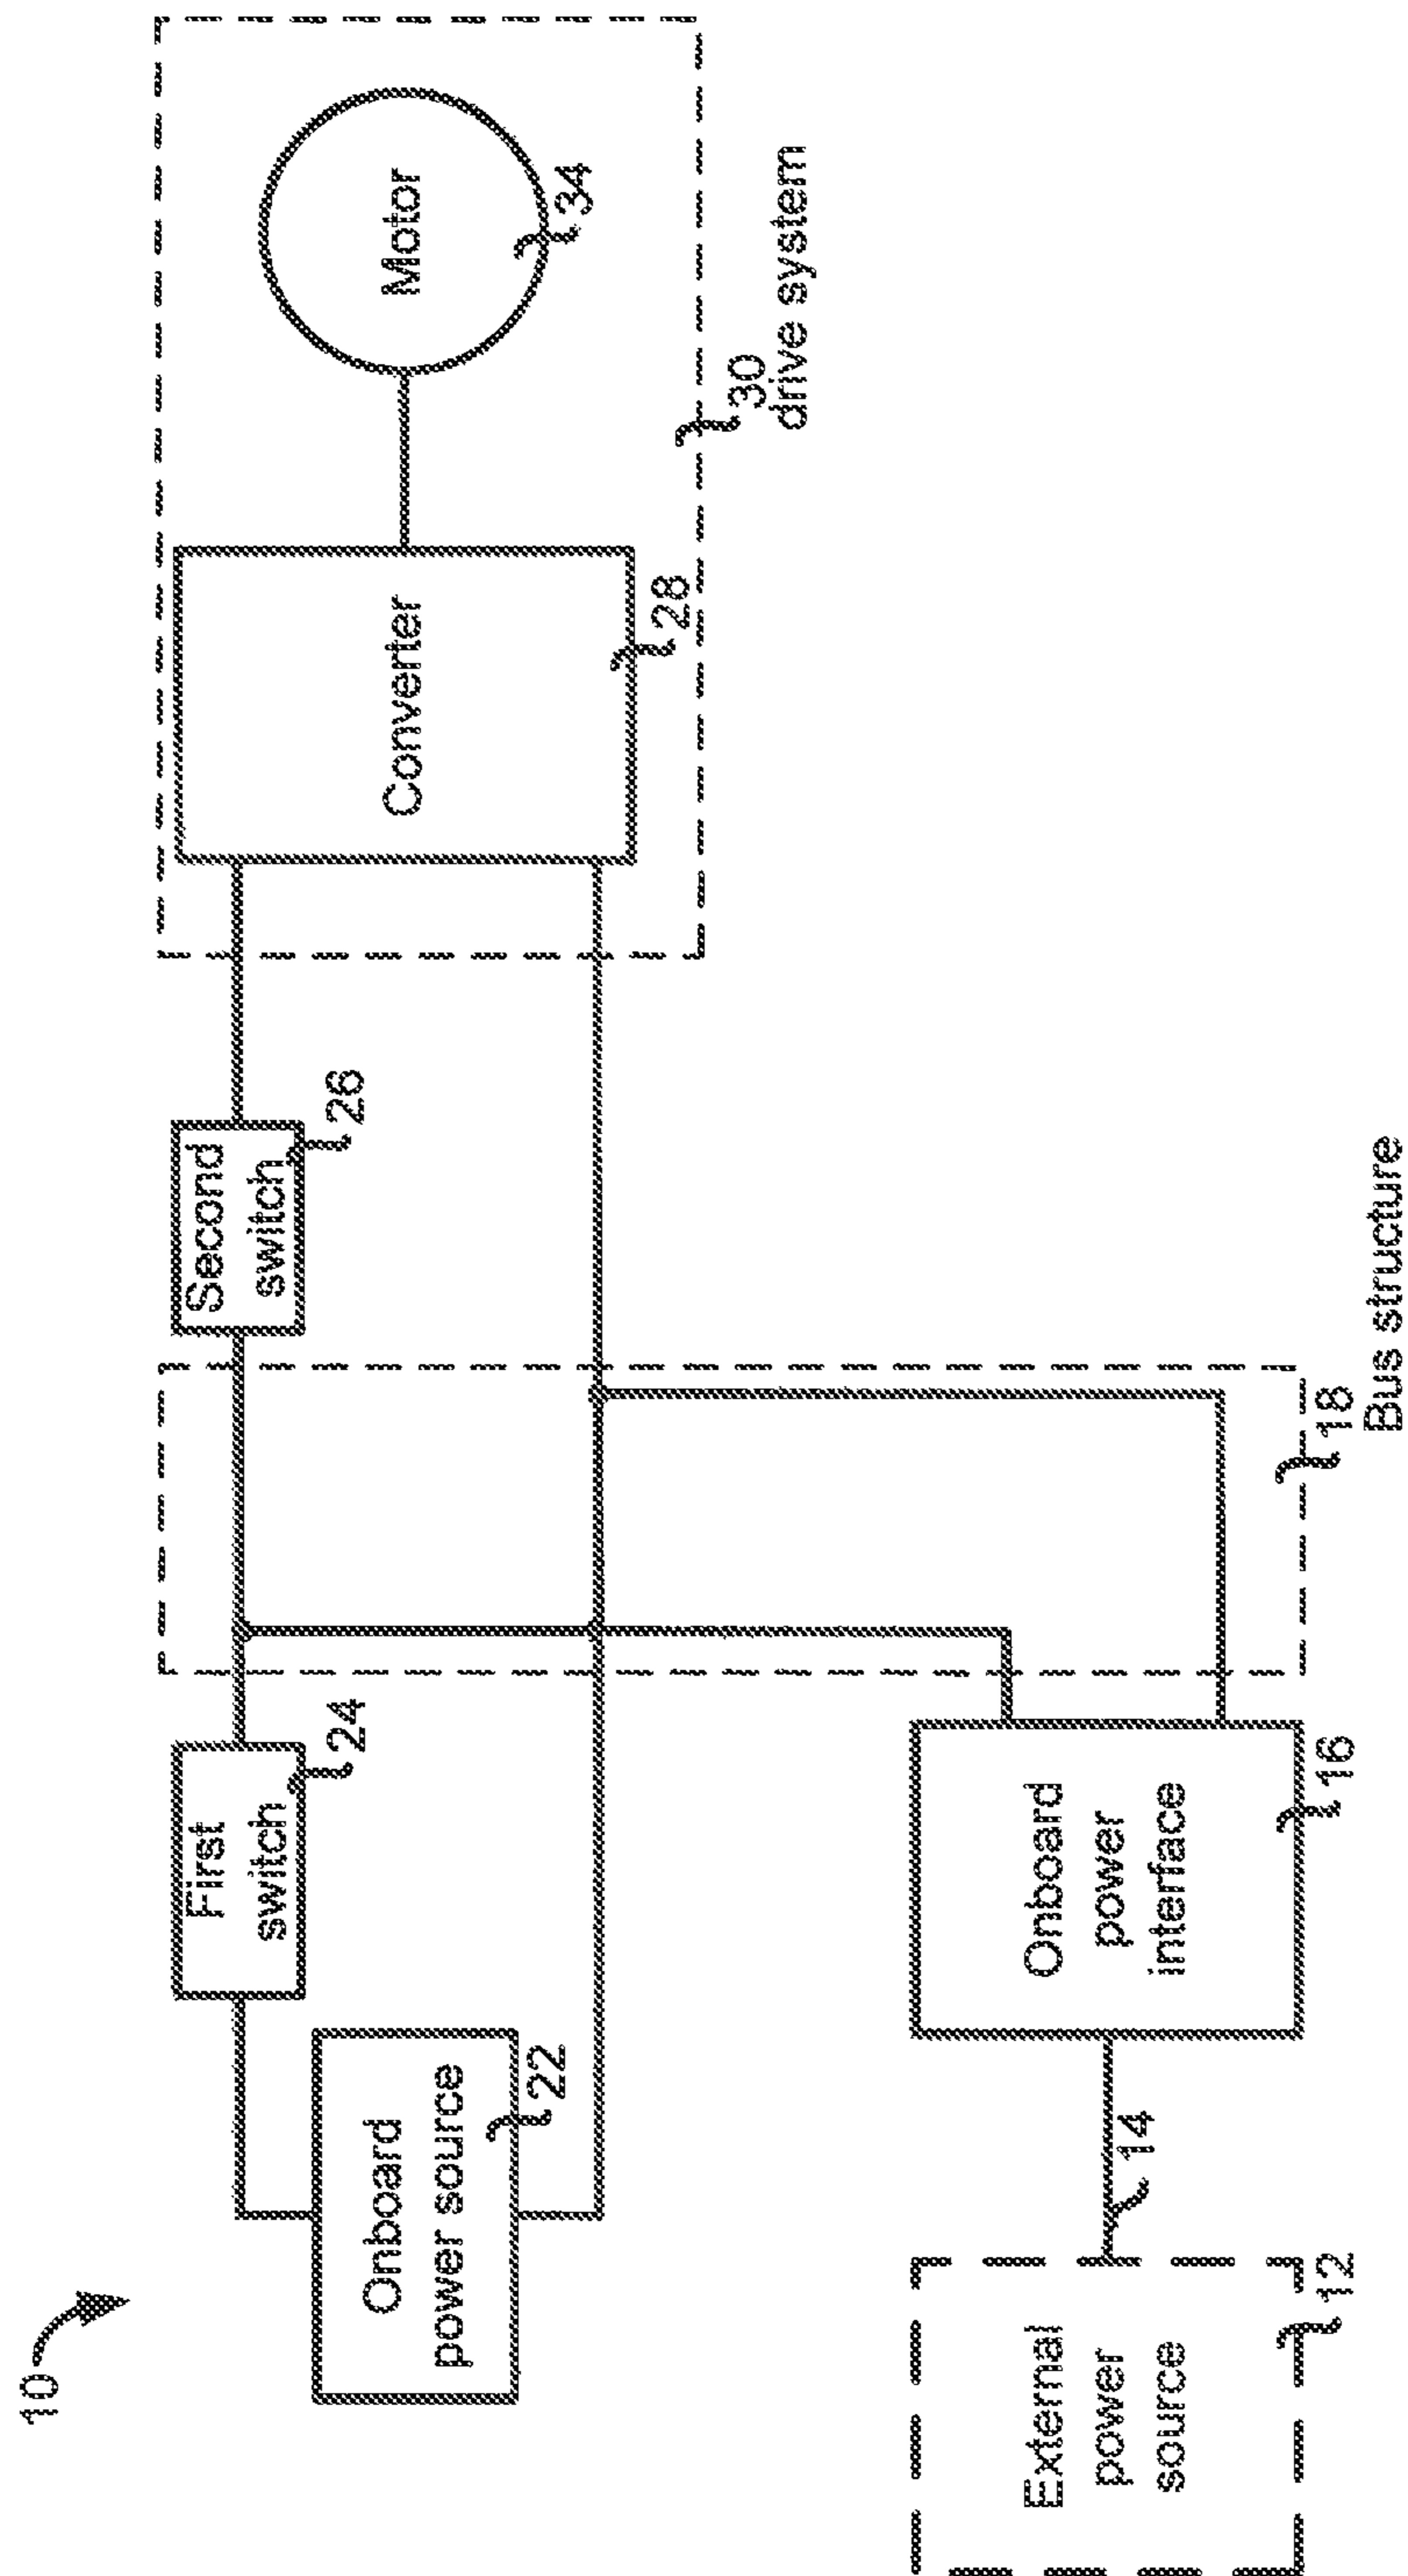 10
First
switch
24
Second
switch
26
Onboard
power source
22
Converter
28
Motor
34
30
drive system
External
power
source
12
14
Onboard
power
interface
16
18
Bus structure